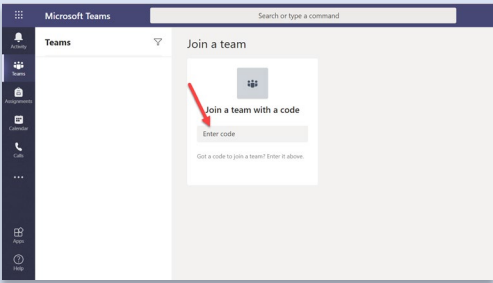 Microsoft Teams
Search or type a command
Activity
Teams
Assignments
Calendar
Calls
Apps
Help
Teams
Join a team
Join a team with a code
Enter code
Got a code to join a team? Enter it above.